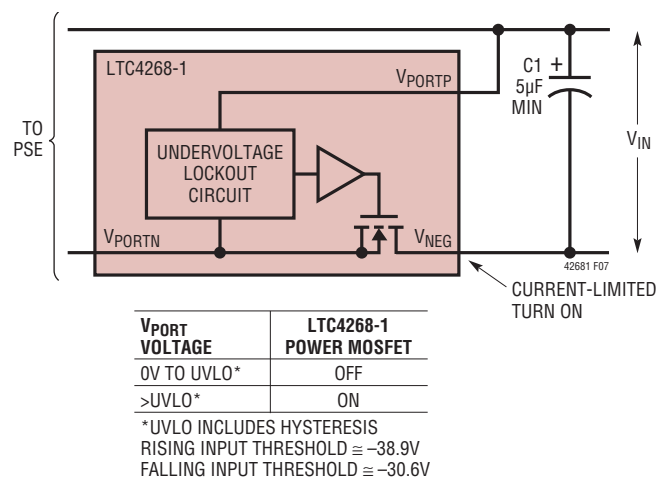 LTC4268-1
VPORTP
C1 +
5µF
MIN
TO
PSE
VIN
UNDERVOLTAGE
LOCKOUT
CIRCUIT
VPORTN
VNEG
42681 F07
CURRENT-LIMITED
TURN ON
VPORT
VOLTAGE
LTC4268-1
POWER MOSFET
0V TO UVLO*
OFF
>UVLO*
ON
*UVLO INCLUDES HYSTERESIS
RISING INPUT THRESHOLD ≅ –38.9V
FALLING INPUT THRESHOLD ≅ –30.6V